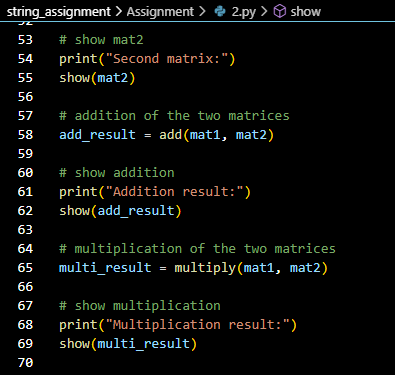 string_assignment > Assignment > 2.py > show
53 # show mat2
54 print("Second matrix:")
55 show(mat2)
56
57 # addition of the two matrices
58 add_result = add(mat1, mat2)
59
60 # show addition
61 print("Addition result:")
62 show(add_result)
63
64 # multiplication of the two matrices
65 multi_result = multiply(mat1, mat2)
66
67 # show multiplication
68 print("Multiplication result:")
69 show(multi_result)
70